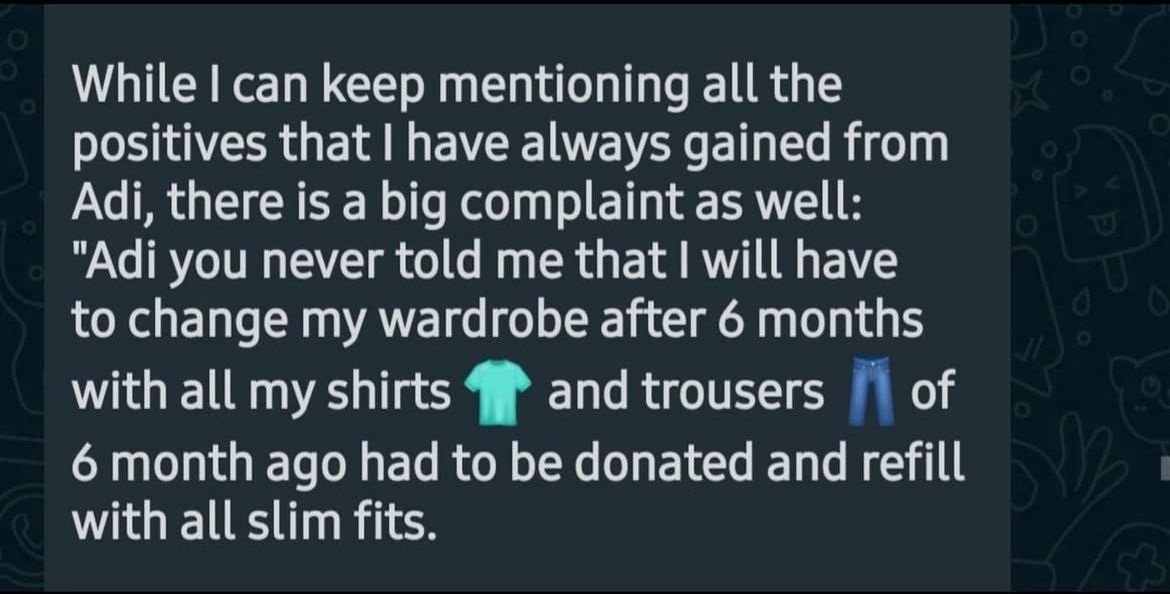 While I can keep mentioning all the
positives that I have always gained from
Adi, there is a big complaint as well:
"Adi you never told me that I will have
to change my wardrobe after 6 months
with all my shirts 👕 and trousers 👖 of
6 month ago had to be donated and refill
with all slim fits.